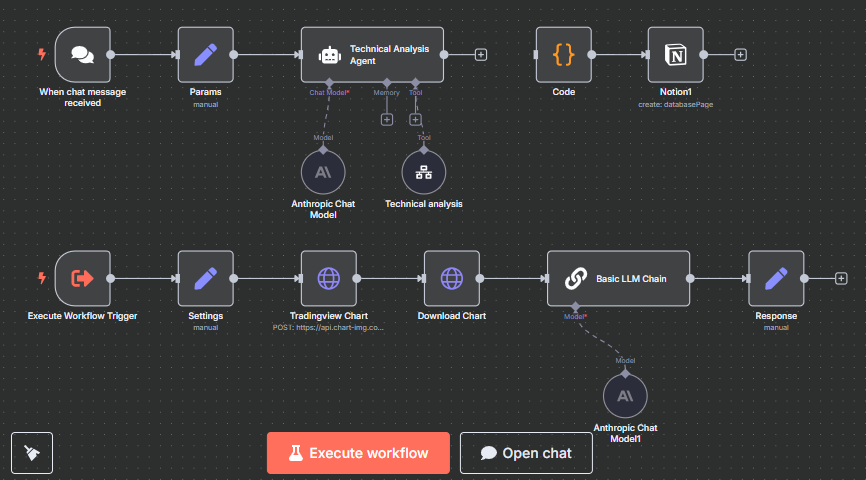 When chat message
received
Params
manual
Technical Analysis
Agent
Chat Model*
Memory
Tool
Model
Tool
Anthropic Chat
Model
Technical analysis
{}
Code
N
Notion1
create: databasePage
Execute Workflow Trigger
Settings
manual
Tradingview Chart
POST: https://api.chart-img.co...
Download Chart
Basic LLM Chain
Model*
Model
Anthropic Chat
Model1
Response
manual
Execute workflow
Open chat